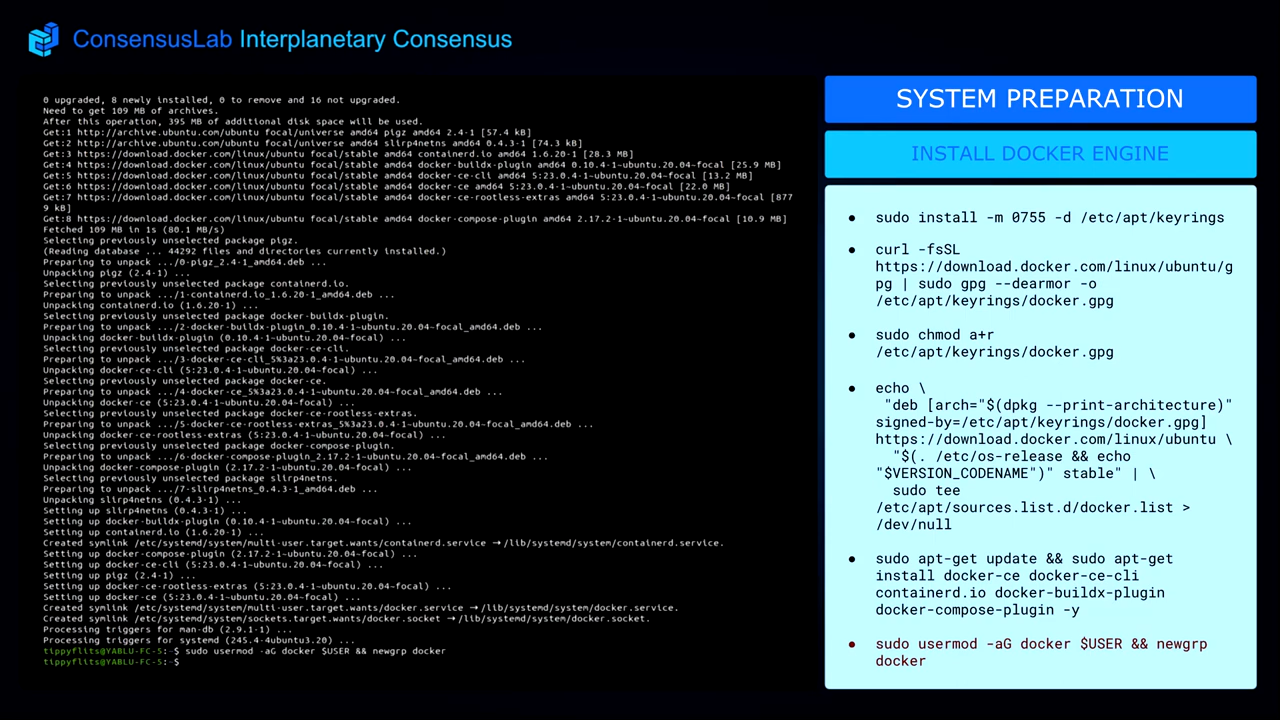 ConsensusLab Interplanetary Consensus
0 upgraded, 8 newly installed, 0 to remove and 16 not upgraded.
Need to get 109 MB of archives.
After this operation, 395 MB of additional disk space will be used.
Get:1 http://archive.ubuntu.com/ubuntu focal/universe amd64 pigz amd64 2.4-1 [57.4 kB]
Get:2 http://archive.ubuntu.com/ubuntu focal/universe amd64 slirp4netns amd64 0.4.3-1 [74.3 kB]
Get:3 https://download.docker.com/linux/ubuntu focal/stable amd64 containerd.io amd64 1.6.20-1 [28.3 MB]
Get:4 https://download.docker.com/linux/ubuntu focal/stable amd64 docker-buildx-plugin amd64 0.10.4-1~ubuntu.20.04~focal [25.9 MB]
Get:5 https://download.docker.com/linux/ubuntu focal/stable amd64 docker-ce-cli amd64 5:23.0.4-1~ubuntu.20.04~focal [13.2 MB]
Get:6 https://download.docker.com/linux/ubuntu focal/stable amd64 docker-ce amd64 5:23.0.4-1~ubuntu.20.04~focal [22.0 MB]
Get:7 https://download.docker.com/linux/ubuntu focal/stable amd64 docker-ce-rootless-extras amd64 5:23.0.4-1~ubuntu.20.04~focal [877
9 kB]
Get:8 https://download.docker.com/linux/ubuntu focal/stable amd64 docker-compose-plugin amd64 2.17.2-1~ubuntu.20.04~focal [10.9 MB]
Fetched 109 MB in 1s (80.1 MB/s)
Selecting previously unselected package pigz.
(Reading database ... 44292 files and directories currently installed.)
Preparing to unpack .../0-pigz_2.4-1_amd64.deb ...
Unpacking pigz (2.4-1) ...
Selecting previously unselected package containerd.io.
Preparing to unpack .../1-containerd.io_1.6.20-1_amd64.deb ...
Unpacking containerd.io (1.6.20-1) ...
Selecting previously unselected package docker-buildx-plugin.
Preparing to unpack .../2-docker-buildx-plugin_0.10.4-1~ubuntu.20.04~focal_amd64.deb ...
Unpacking docker-buildx-plugin (0.10.4-1~ubuntu.20.04~focal) ...
Selecting previously unselected package docker-ce-cli.
Preparing to unpack .../3-docker-ce-cli_5%3a23.0.4-1~ubuntu.20.04~focal_amd64.deb ...
Unpacking docker-ce-cli (5:23.0.4-1~ubuntu.20.04~focal) ...
Selecting previously unselected package docker-ce.
Preparing to unpack .../4-docker-ce_5%3a23.0.4-1~ubuntu.20.04~focal_amd64.deb ...
Unpacking docker-ce (5:23.0.4-1~ubuntu.20.04~focal) ...
Selecting previously unselected package docker-ce-rootless-extras.
Preparing to unpack .../5-docker-ce-rootless-extras_5%3a23.0.4-1~ubuntu.20.04~focal_amd64.deb ...
Unpacking docker-ce-rootless-extras (5:23.0.4-1~ubuntu.20.04~focal) ...
Selecting previously unselected package docker-compose-plugin.
Preparing to unpack .../6-docker-compose-plugin_2.17.2-1~ubuntu.20.04~focal_amd64.deb ...
Unpacking docker-compose-plugin (2.17.2-1~ubuntu.20.04~focal) ...
Selecting previously unselected package slirp4netns.
Preparing to unpack .../7-slirp4netns_0.4.3-1_amd64.deb ...
Unpacking slirp4netns (0.4.3-1) ...
Setting up slirp4netns (0.4.3-1) ...
Setting up docker-buildx-plugin (0.10.4-1~ubuntu.20.04~focal) ...
Setting up containerd.io (1.6.20-1) ...
Created symlink /etc/systemd/system/multi-user.target.wants/containerd.service → /lib/systemd/system/containerd.service.
Setting up docker-compose-plugin (2.17.2-1~ubuntu.20.04~focal) ...
Setting up docker-ce-cli (5:23.0.4-1~ubuntu.20.04~focal) ...
Setting up pigz (2.4-1) ...
Setting up docker-ce-rootless-extras (5:23.0.4-1~ubuntu.20.04~focal) ...
Setting up docker-ce (5:23.0.4-1~ubuntu.20.04~focal) ...
Created symlink /etc/systemd/system/multi-user.target.wants/docker.service → /lib/systemd/system/docker.service.
Created symlink /etc/systemd/system/sockets.target.wants/docker.socket → /lib/systemd/system/docker.socket.
Processing triggers for man-db (2.9.1-1) ...
Processing triggers for systemd (245.4-4ubuntu3.20) ...
tippyflits@YABLU-FC-5:~$ sudo usermod -aG docker $USER && newgrp docker
tippyflits@YABLU-FC-5:~$
SYSTEM PREPARATION
INSTALL DOCKER ENGINE
● sudo install -m 0755 -d /etc/apt/keyrings
● curl -fsSL
https://download.docker.com/linux/ubuntu/g
pg | sudo gpg --dearmor -o
/etc/apt/keyrings/docker.gpg
● sudo chmod a+r
/etc/apt/keyrings/docker.gpg
● echo \
"deb [arch="$(dpkg --print-architecture)"
signed-by=/etc/apt/keyrings/docker.gpg]
https://download.docker.com/linux/ubuntu \
"$(. /etc/os-release && echo
"$VERSION_CODENAME")" stable" | \
sudo tee
/etc/apt/sources.list.d/docker.list >
/dev/null
● sudo apt-get update && sudo apt-get
install docker-ce docker-ce-cli
containerd.io docker-buildx-plugin
docker-compose-plugin -y
● sudo usermod -aG docker $USER && newgrp
docker